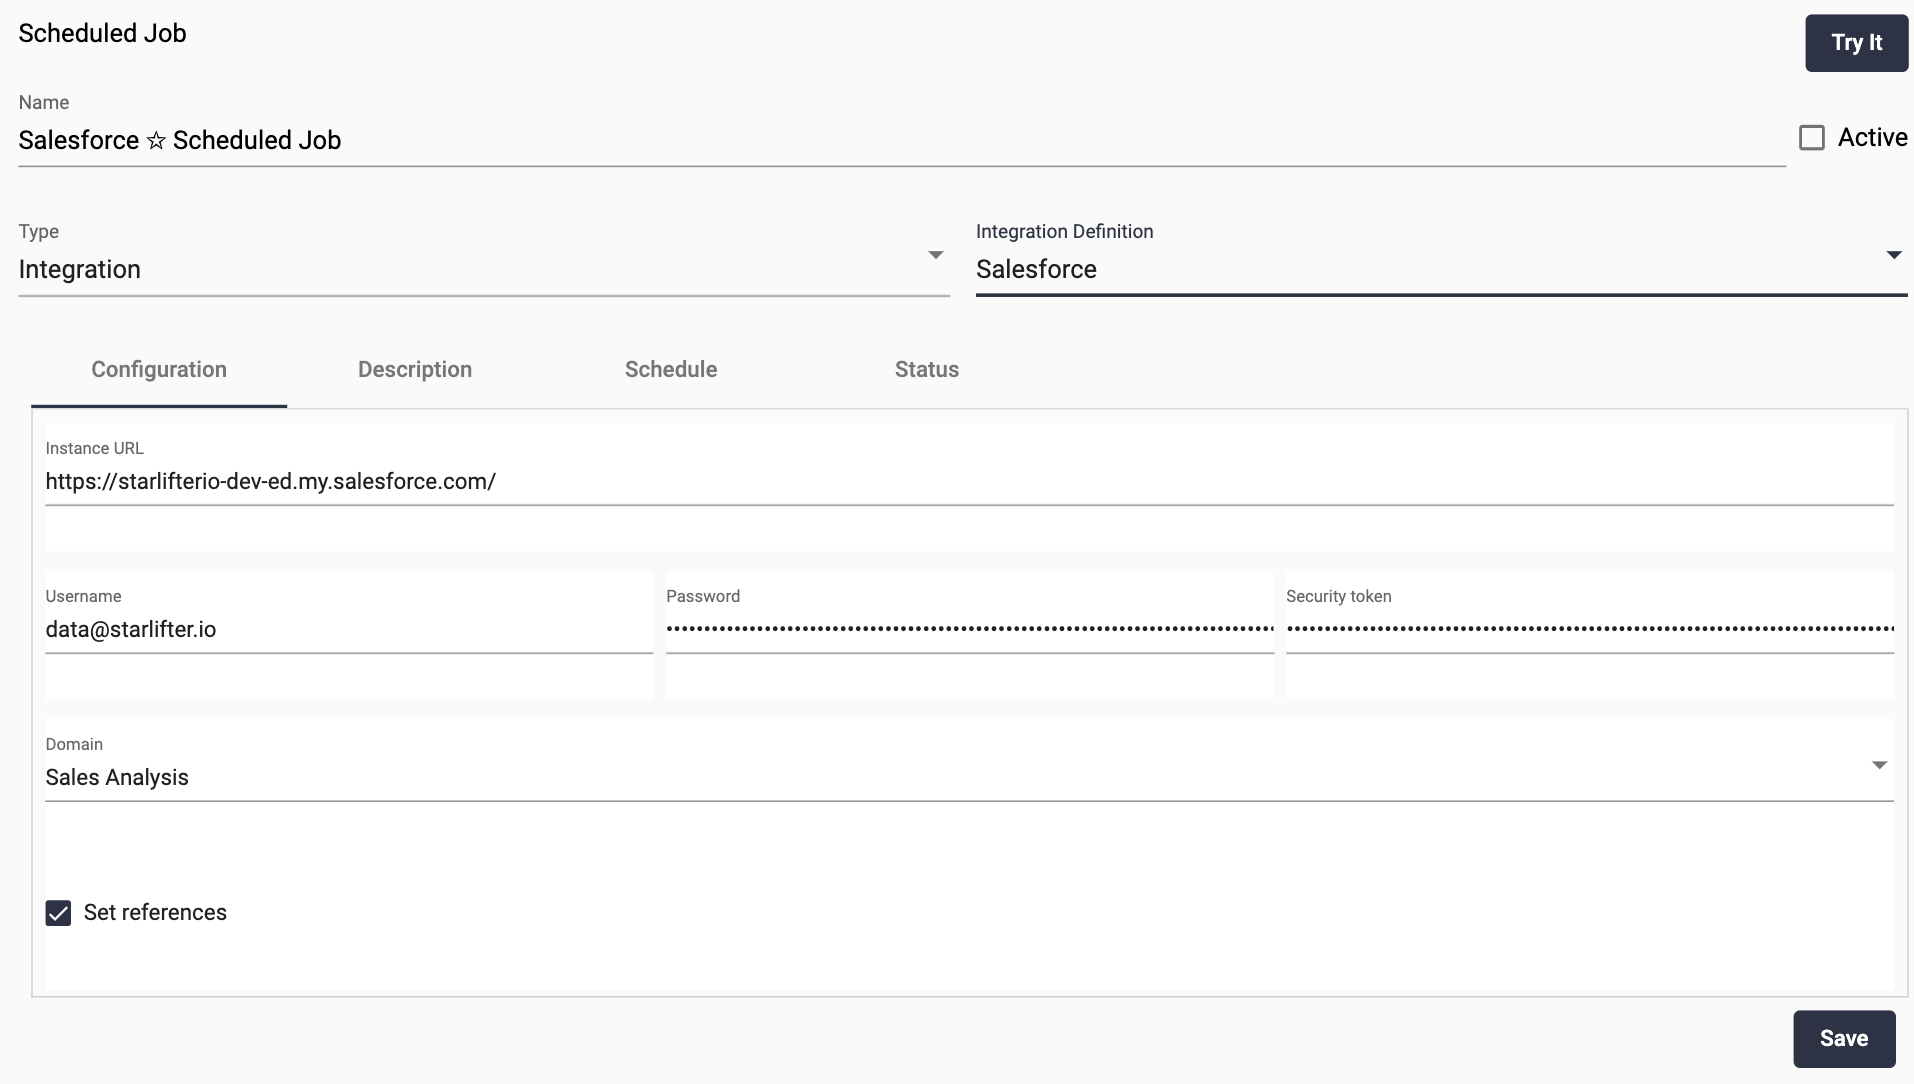 Scheduled Job
Try It
Name
Salesforce ☆ Scheduled Job
Active
Type
Integration
Integration Definition
Salesforce
Configuration
Description
Schedule
Status
Instance URL
https://starlifterio-dev-ed.my.salesforce.com/
Username
data@starlifter.io
Password
Security token
Domain
Sales Analysis
Set references
Save